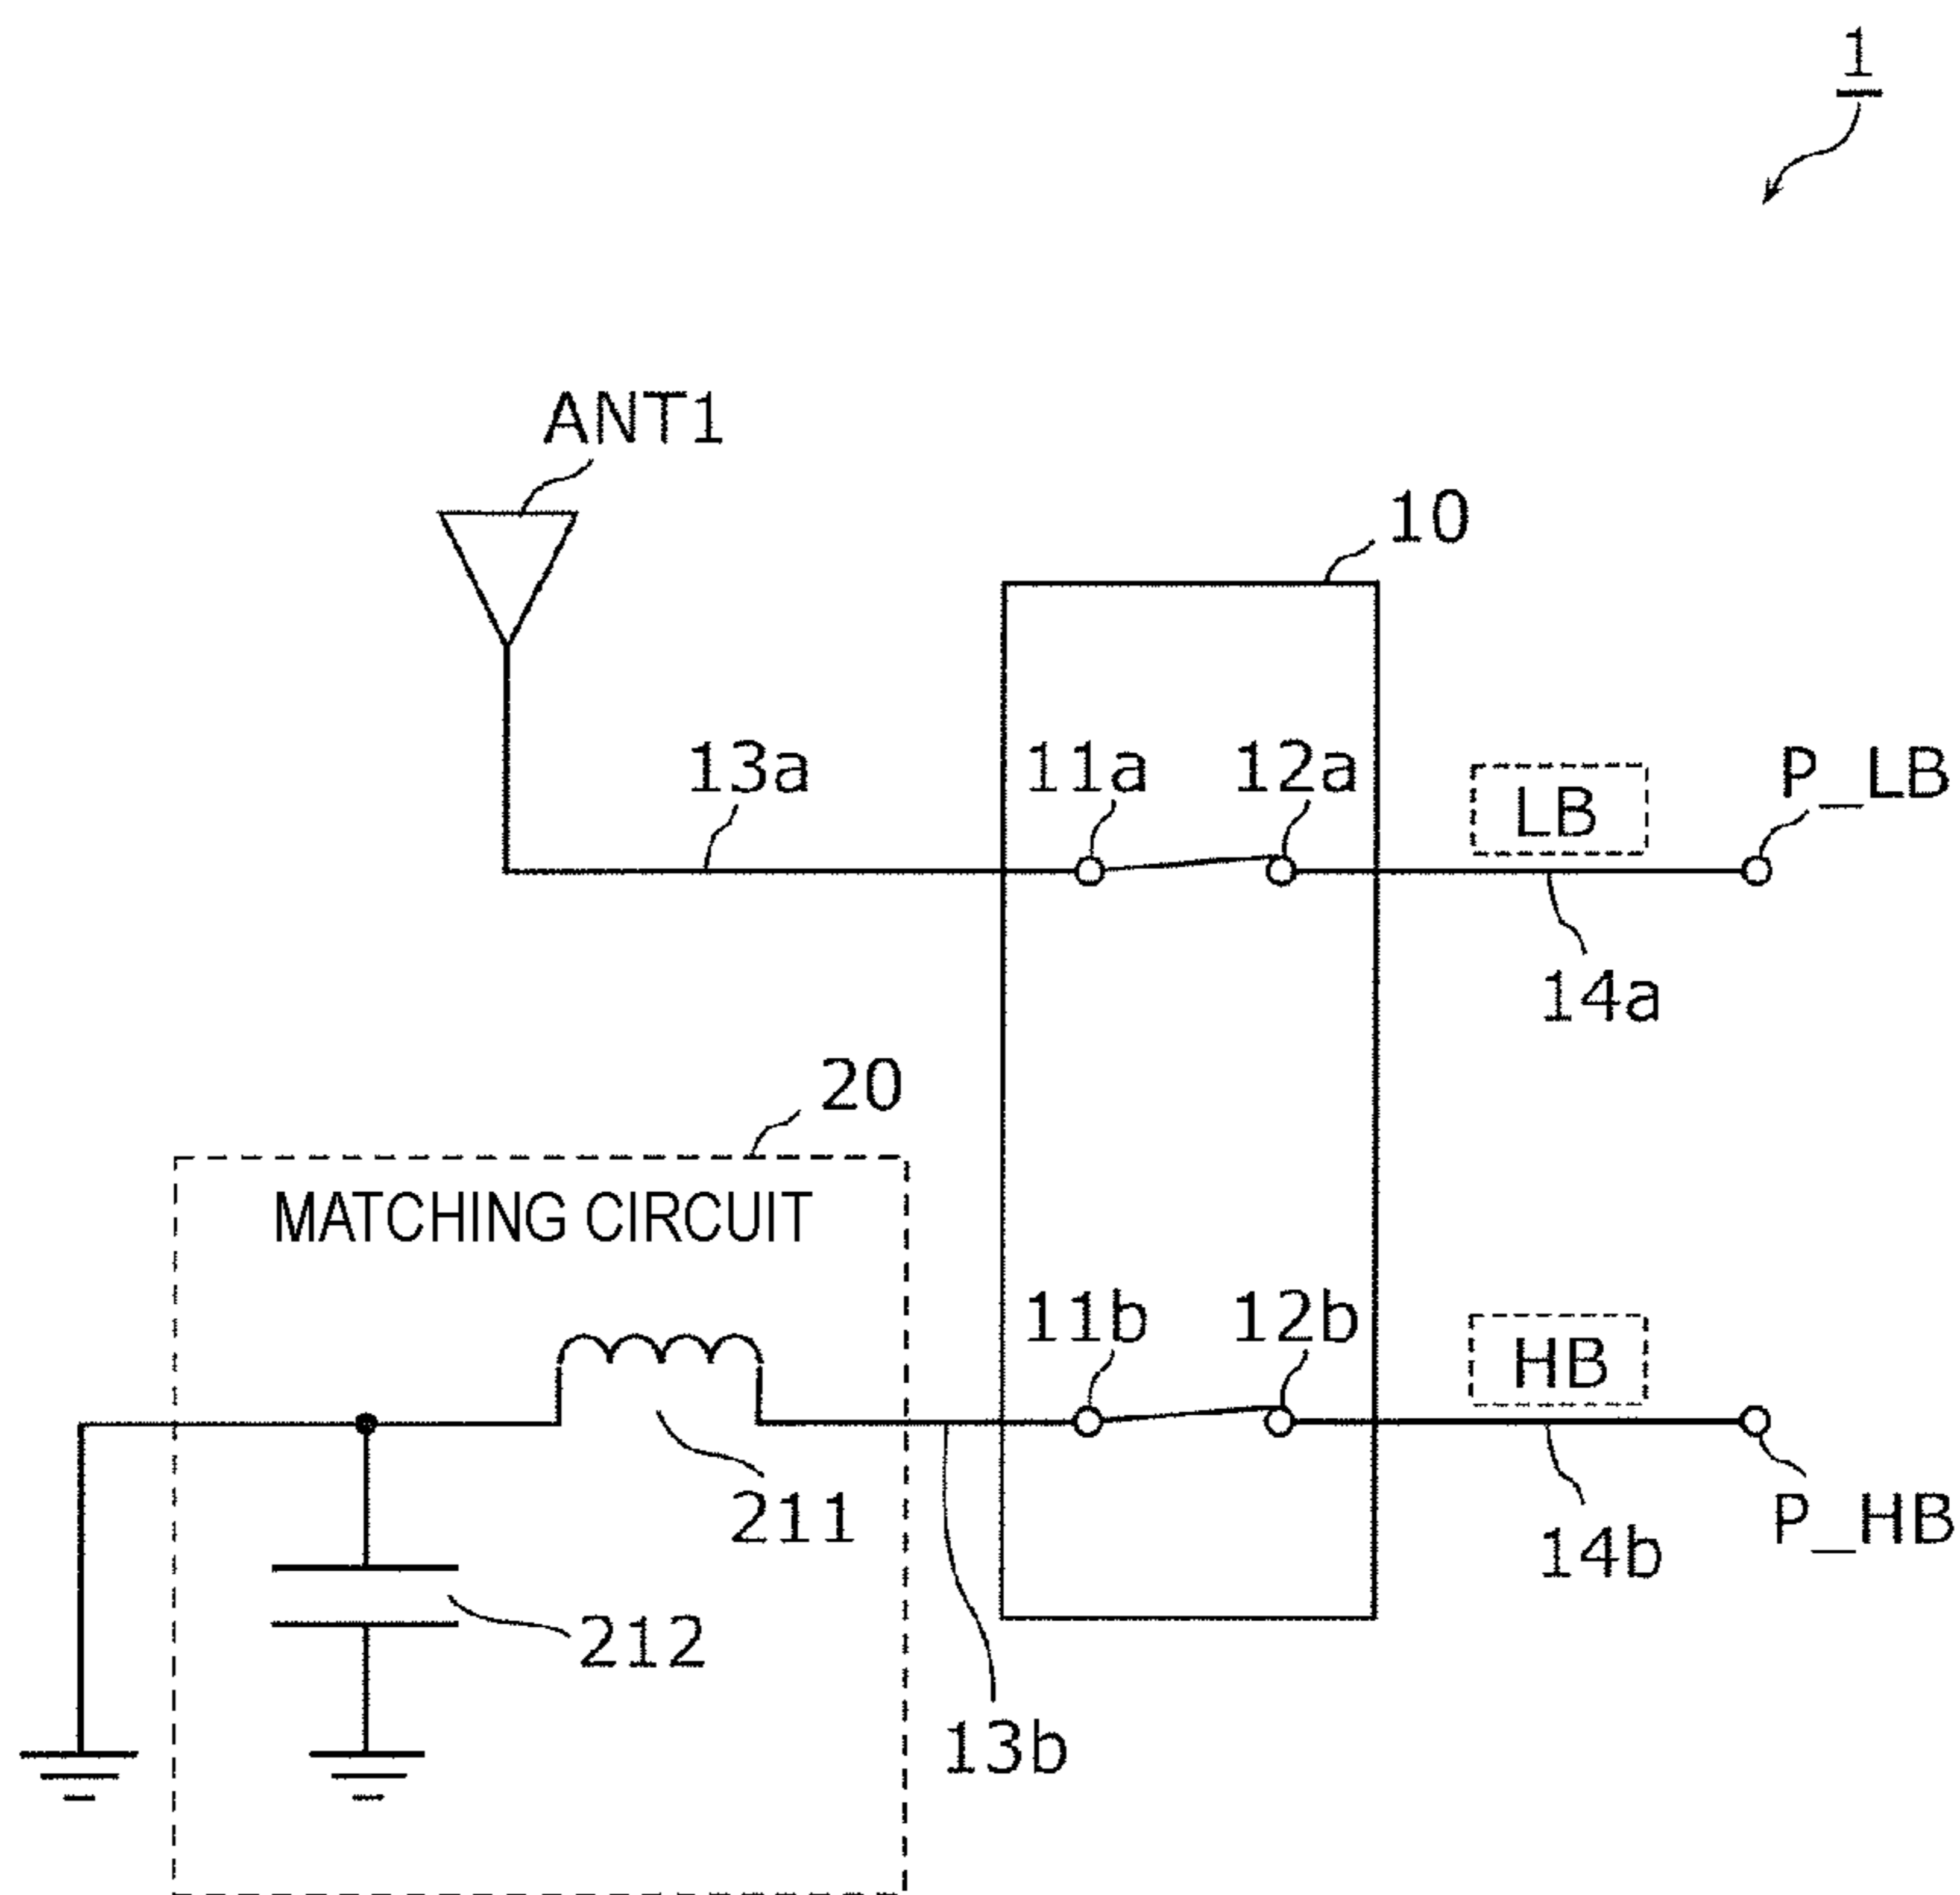 1
ANT1
10
13a
11a
12a
LB
P_LB
14a
20
MATCHING CIRCUIT
11b
12b
HB
211
P_HB
14b
212
13b